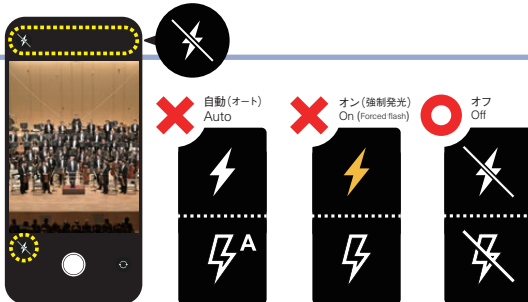 自動(オート)
Auto
オン(強制発光)
On (Forced flash)
オフ
Off
A